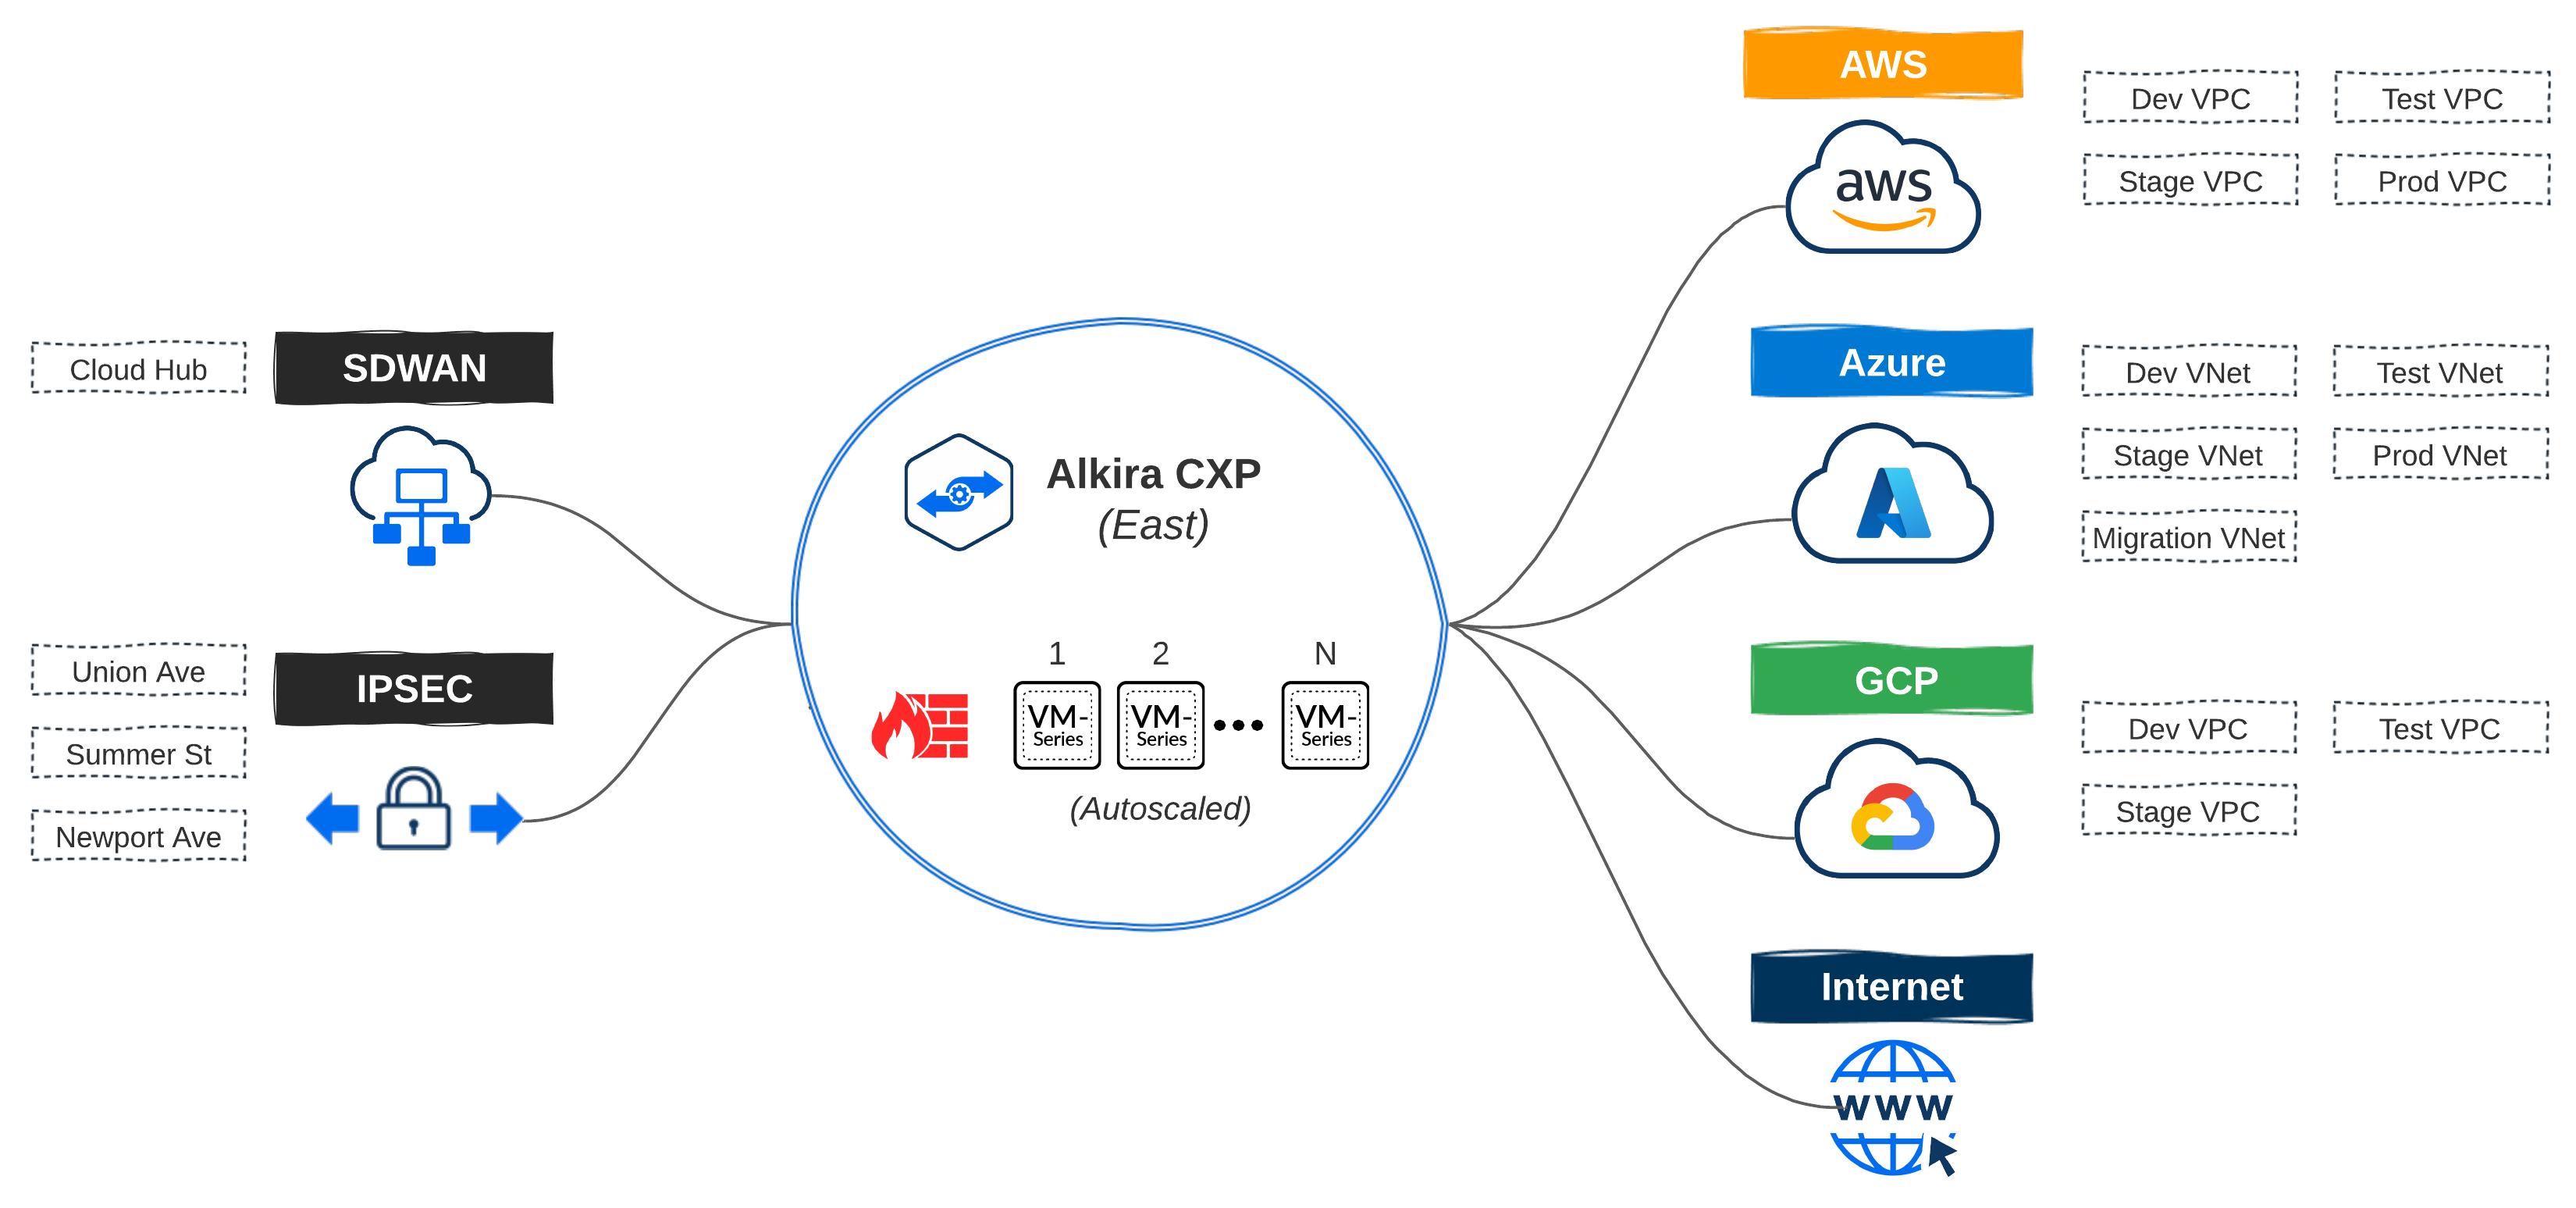 AWS
Dev VPC
Test VPC
Stage VPC
Prod VPC
aws
Cloud Hub
SDWAN
Azure
Dev VNet
Test VNet
Stage VNet
Prod VNet
Migration VNet
Alkira CXP
(East)
Union Ave
Summer St
Newport Ave
IPSEC
1
2
N
VM-
Series
VM-
Series
VM-
Series
(Autoscaled)
GCP
Dev VPC
Test VPC
Stage VPC
Internet
www